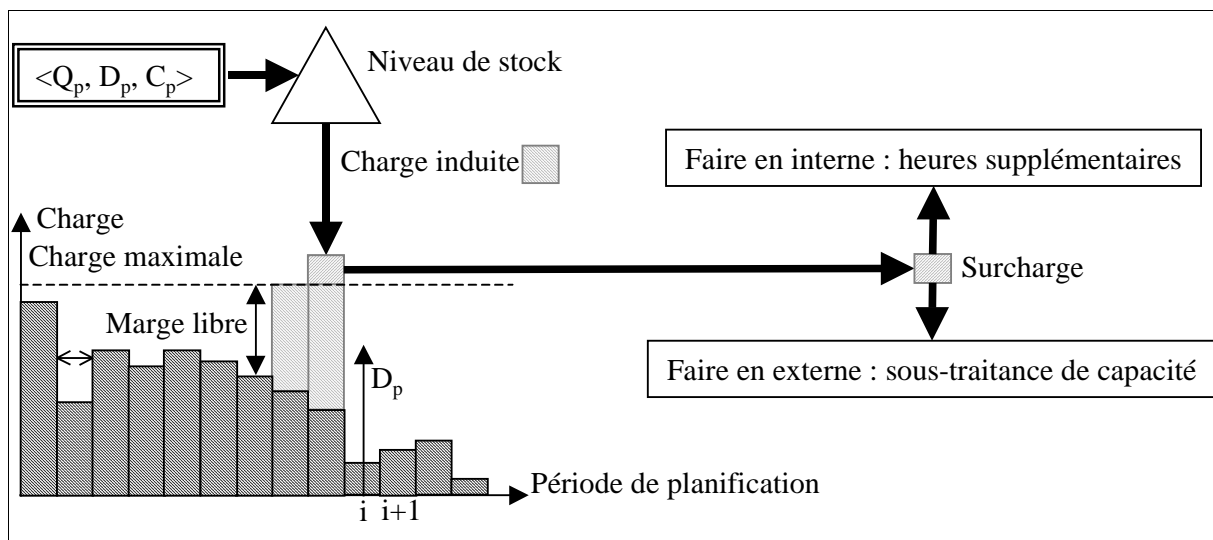 <Qp, Dp, Cp>
Niveau de stock
Charge induite
Faire en interne : heures supplémentaires
Charge
Charge maximale
Surcharge
Marge libre
Dp
Faire en externe : sous-traitance de capacité
Période de planification
i
i+1